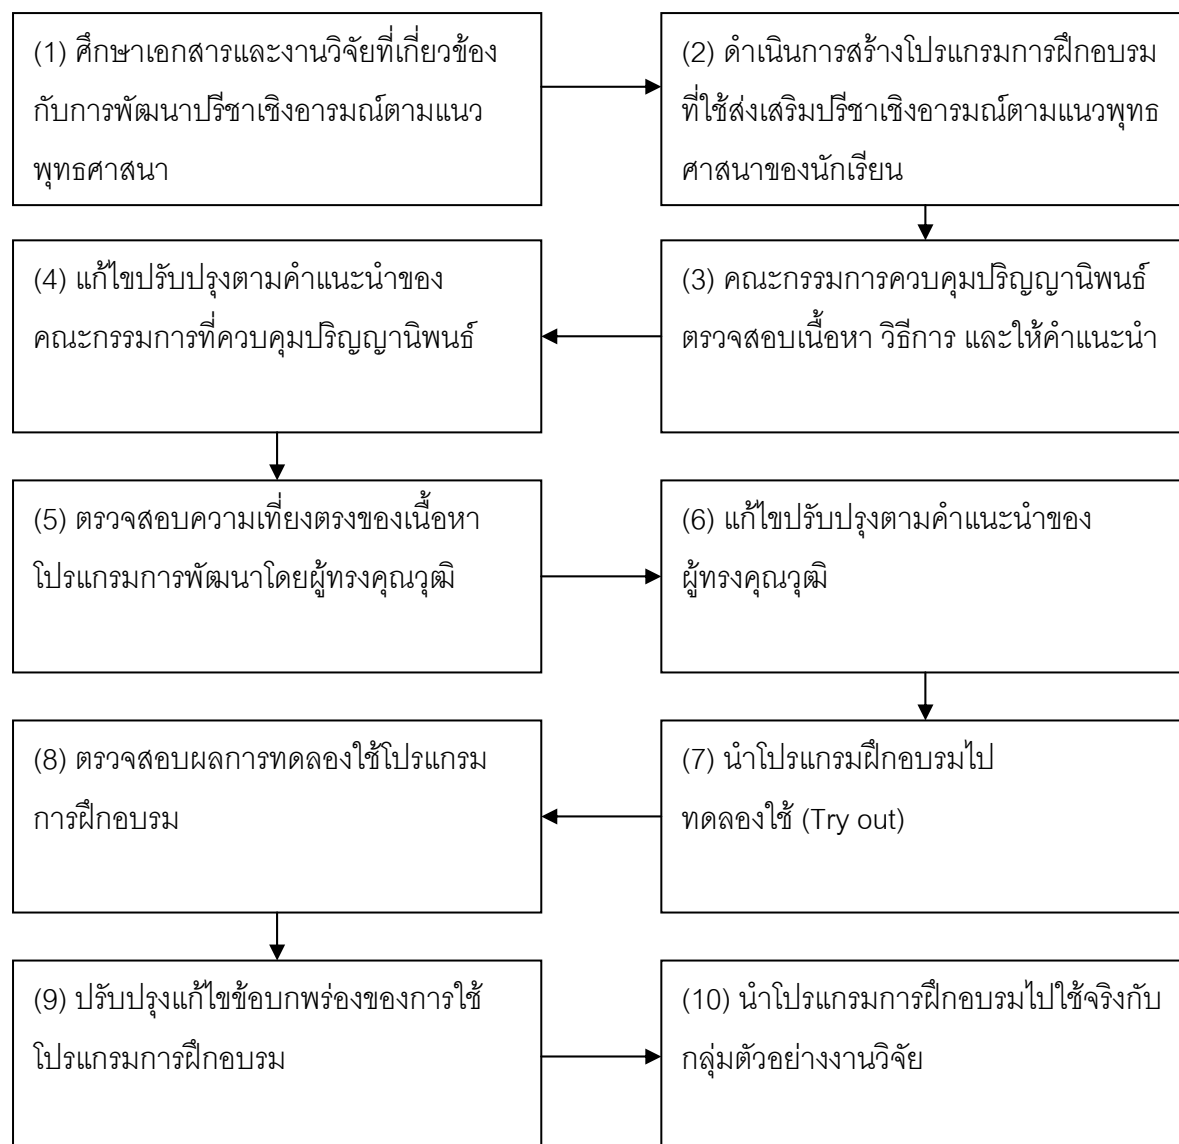 (1) ศึกษาเอกสารและงานวิจัยที่เกี่ยวข้อง
กับการพัฒนาปรีชาเชิงอารมณ์ตามแนว
พุทธศาสนา
(2) ดำเนินการสร้างโปรแกรมการฝึกอบรม
ที่ใช้ส่งเสริมปรีชาเชิงอารมณ์ตามแนวพุทธ
ศาสนาของนักเรียน
(3) คณะกรรมการควบคุมปริญญานิพนธ์
ตรวจสอบเนื้อหา วิธีการ และให้คำแนะนำ
(4) แก้ไขปรับปรุงตามคำแนะนำของ
คณะกรรมการที่ควบคุมปริญญานิพนธ์
(5) ตรวจสอบความเที่ยงตรงของเนื้อหา
โปรแกรมการพัฒนาโดยผู้ทรงคุณวุฒิ
(6) แก้ไขปรับปรุงตามคำแนะนำของ
ผู้ทรงคุณวุฒิ
(7) นำโปรแกรมฝึกอบรมไป
ทดลองใช้ (Try out)
(8) ตรวจสอบผลการทดลองใช้โปรแกรม
การฝึกอบรม
(9) ปรับปรุงแก้ไขข้อบกพร่องของการใช้
โปรแกรมการฝึกอบรม
(10) นำโปรแกรมการฝึกอบรมไปใช้จริงกับ
กลุ่มตัวอย่างงานวิจัย